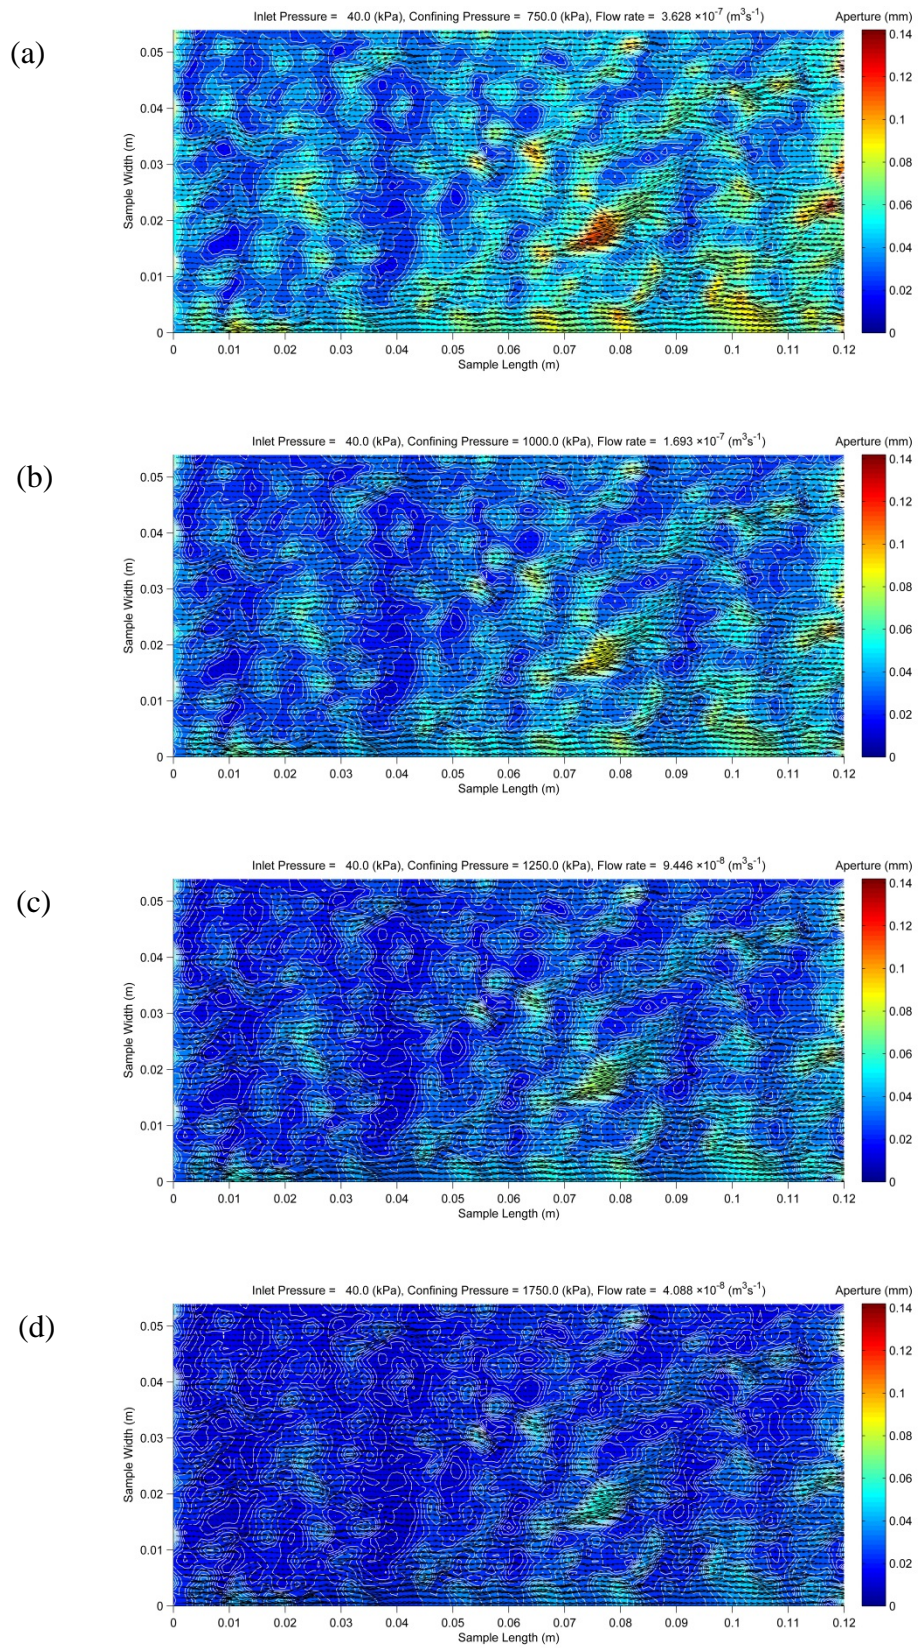 (a)
Inlet Pressure = 40.0 (kPa), Confining Pressure = 750.0 (kPa), Flow rate = 3.628 ×10⁻⁷ (m³s⁻¹)
Aperture (mm)
Sample Width (m)
0.05
0.04
0.03
0.02
0.01
0
0 0.01 0.02 0.03 0.04 0.05 0.06 0.07 0.08 0.09 0.1 0.11 0.12
Sample Length (m)
0.14
0.12
0.1
0.08
0.06
0.04
0.02
0
(b)
Inlet Pressure = 40.0 (kPa), Confining Pressure = 1000.0 (kPa), Flow rate = 1.693 ×10⁻⁷ (m³s⁻¹)
Aperture (mm)
Sample Width (m)
0.05
0.04
0.03
0.02
0.01
0
0 0.01 0.02 0.03 0.04 0.05 0.06 0.07 0.08 0.09 0.1 0.11 0.12
Sample Length (m)
0.14
0.12
0.1
0.08
0.06
0.04
0.02
0
(c)
Inlet Pressure = 40.0 (kPa), Confining Pressure = 1250.0 (kPa), Flow rate = 9.446 ×10⁻⁸ (m³s⁻¹)
Aperture (mm)
Sample Width (m)
0.05
0.04
0.03
0.02
0.01
0
0 0.01 0.02 0.03 0.04 0.05 0.06 0.07 0.08 0.09 0.1 0.11 0.12
Sample Length (m)
0.14
0.12
0.1
0.08
0.06
0.04
0.02
0
(d)
Inlet Pressure = 40.0 (kPa), Confining Pressure = 1750.0 (kPa), Flow rate = 4.088 ×10⁻⁸ (m³s⁻¹)
Aperture (mm)
Sample Width (m)
0.05
0.04
0.03
0.02
0.01
0
0 0.01 0.02 0.03 0.04 0.05 0.06 0.07 0.08 0.09 0.1 0.11 0.12
Sample Length (m)
0.14
0.12
0.1
0.08
0.06
0.04
0.02
0